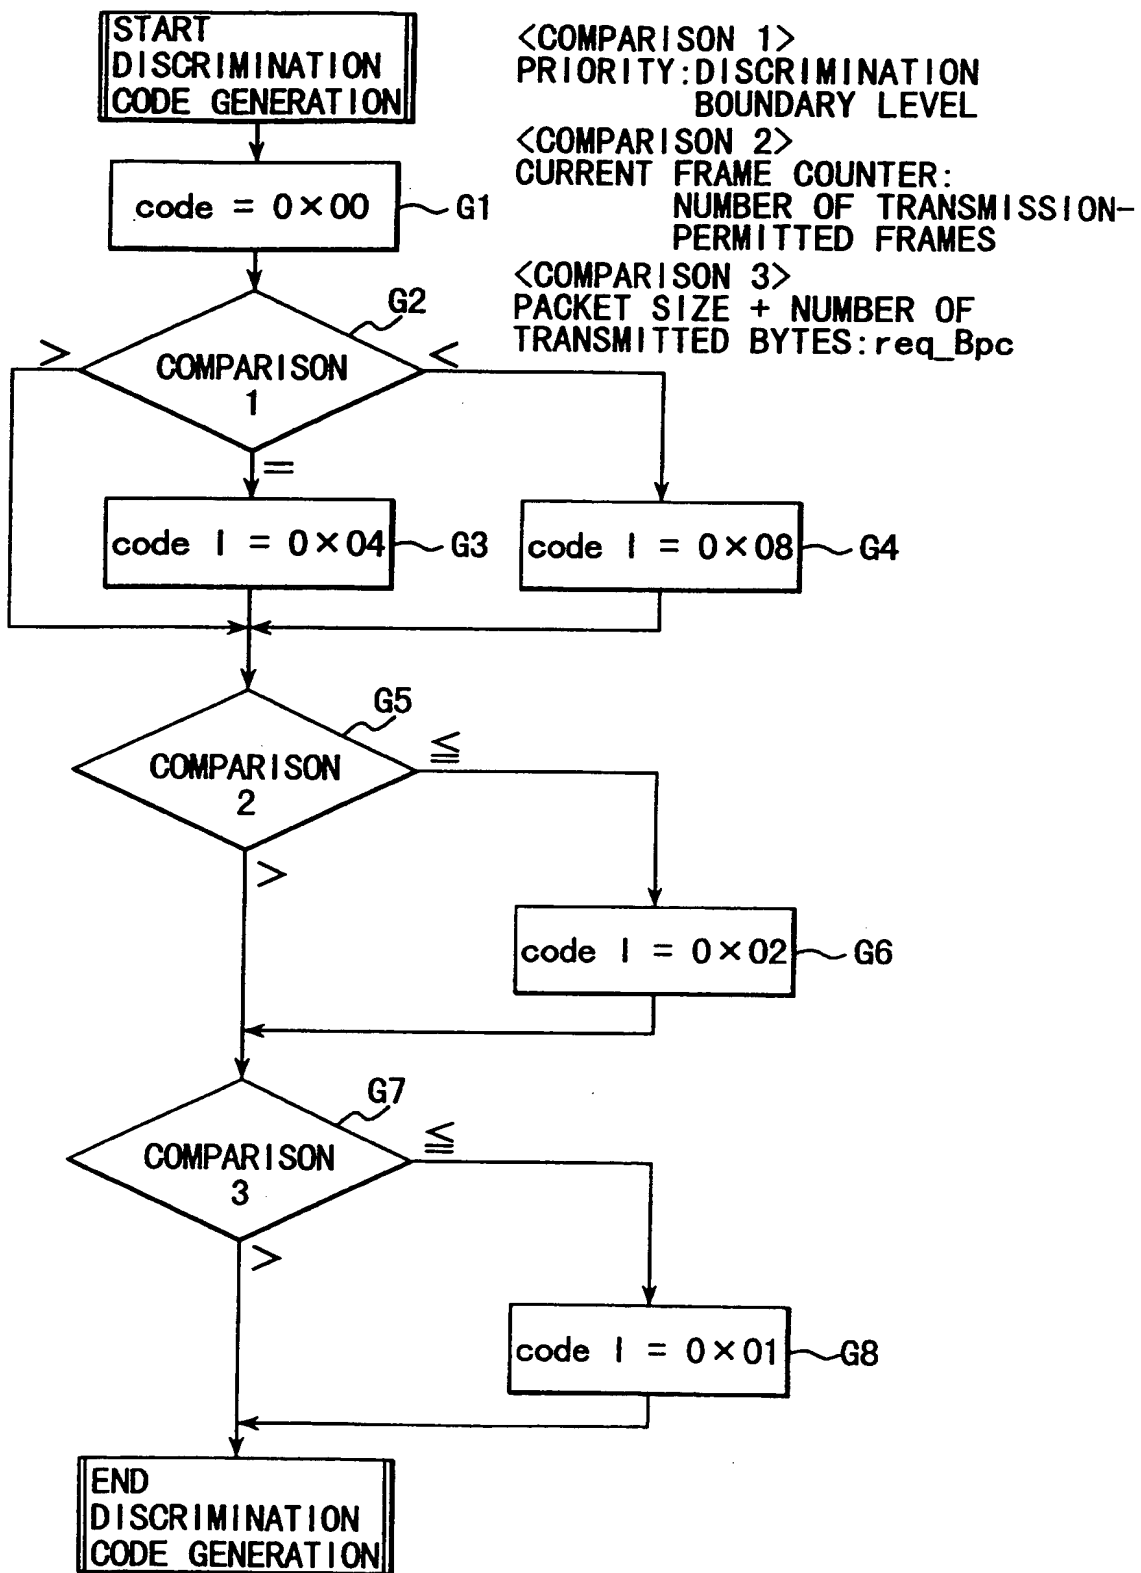 START
DISCRIMINATION
CODE GENERATION
<COMPARISON 1>
PRIORITY:DISCRIMINATION
BOUNDARY LEVEL
<COMPARISON 2>
CURRENT FRAME COUNTER:
NUMBER OF TRANSMISSION-
PERMITTED FRAMES
<COMPARISON 3>
PACKET SIZE + NUMBER OF
TRANSMITTED BYTES:req_Bpc
code = 0×00
G1
G2
>
<
COMPARISON
1
=
code | = 0×04
G3
code | = 0×08
G4
G5
COMPARISON
2
≦
>
code | = 0×02
G6
G7
COMPARISON
3
≦
>
code | = 0×01
G8
END
DISCRIMINATION
CODE GENERATION